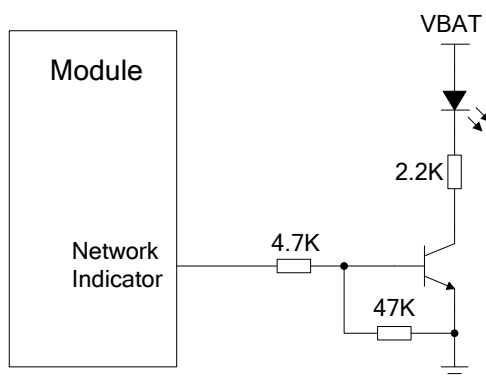 VBAT
Module
2.2K
4.7K
Network
Indicator
47K